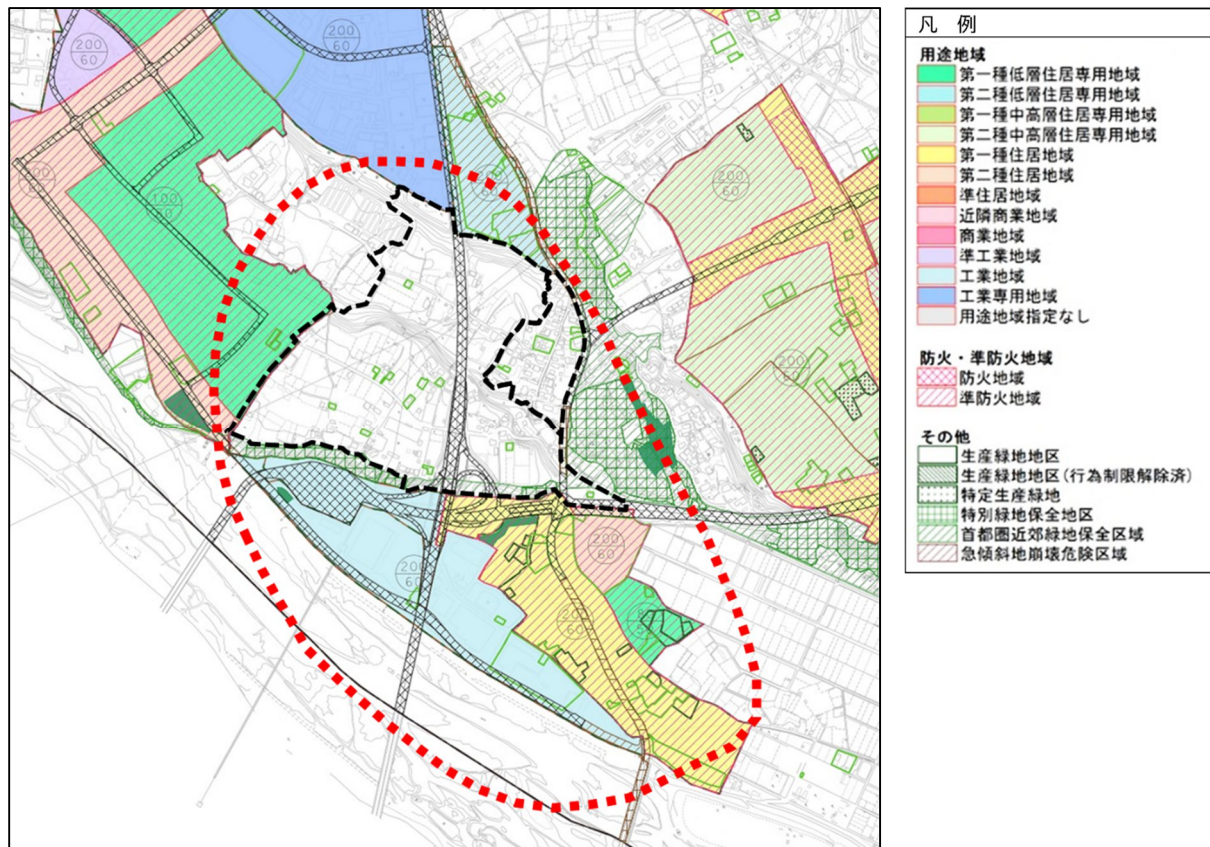 200
60
200
60
200
60
200
60
200
60
200
60
200
60
凡 例
用途地域
第一種低層住居専用地域
第二種低層住居専用地域
第一種中高層住居専用地域
第二種中高層住居専用地域
第一種住居地域
第二種住居地域
準住居地域
近隣商業地域
商業地域
準工業地域
工業地域
工業専用地域
用途地域指定なし
防火・準防火地域
防火地域
準防火地域
その他
生産緑地地区
生産緑地地区(行為制限解除済)
特定生産緑地
特別緑地保全地区
首都圏近郊緑地保全区域
急傾斜地崩壊危険区域